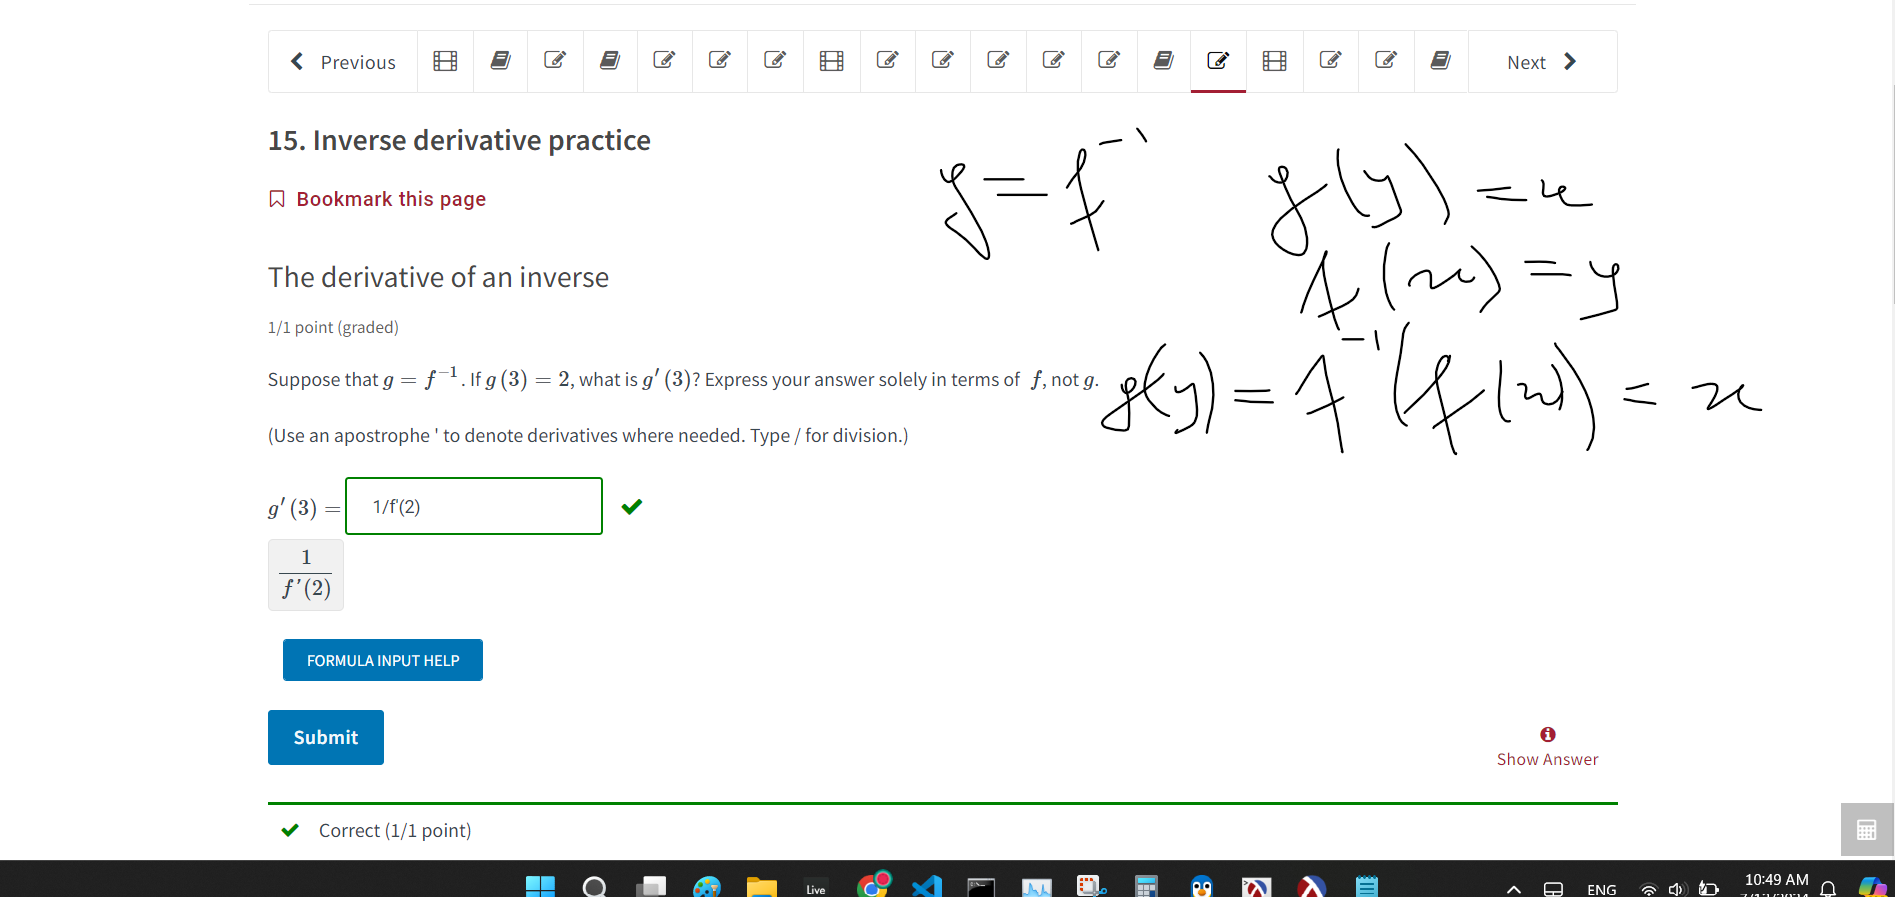 Previous
Next
15. Inverse derivative practice
Bookmark this page
g = f⁻¹
g(y) = x
f(x) = y
g(y) = f⁻¹(f(x)) = x
The derivative of an inverse
1/1 point (graded)
Suppose that g = f⁻¹. If g (3) = 2, what is g′ (3)? Express your answer solely in terms of f, not g.
(Use an apostrophe ' to denote derivatives where needed. Type / for division.)
g′ (3) = 1/f'(2)
1
f′(2)
FORMULA INPUT HELP
Submit
Show Answer
Correct (1/1 point)
Live
ENG
10:49 AM